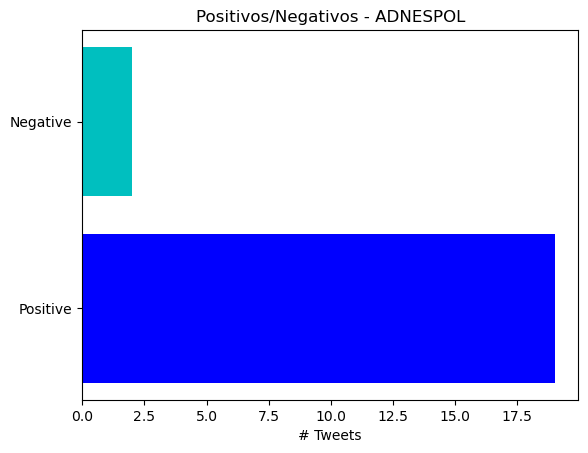 Positivos/Negativos - ADNESPOL
Negative
Positive
0.0 2.5 5.0 7.5 10.0 12.5 15.0 17.5
# Tweets